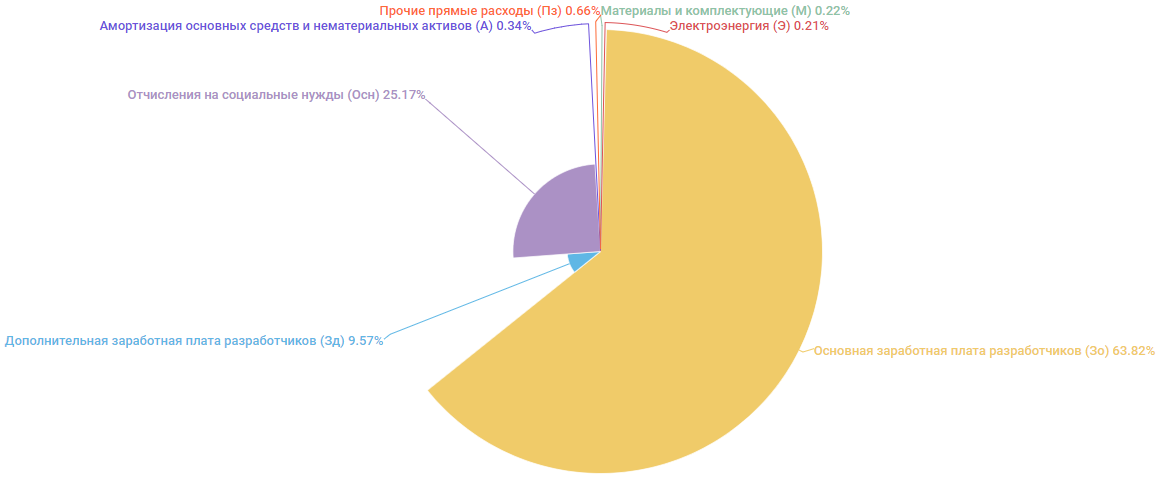 Прочие прямые расходы (Пз) 0.66%
Материалы и комплектующие (М) 0.22%
Амортизация основных средств и нематериальных активов (А) 0.34%
Электроэнергия (Э) 0.21%
Отчисления на социальные нужды (Осн) 25.17%
Дополнительная заработная плата разработчиков (Зд) 9.57%
Основная заработная плата разработчиков (Зо) 63.82%